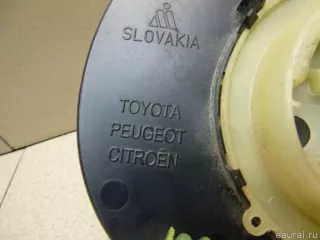 SLOVAKIA
TOYOTA
PEUGEOT
CITROËN
eaural.ru